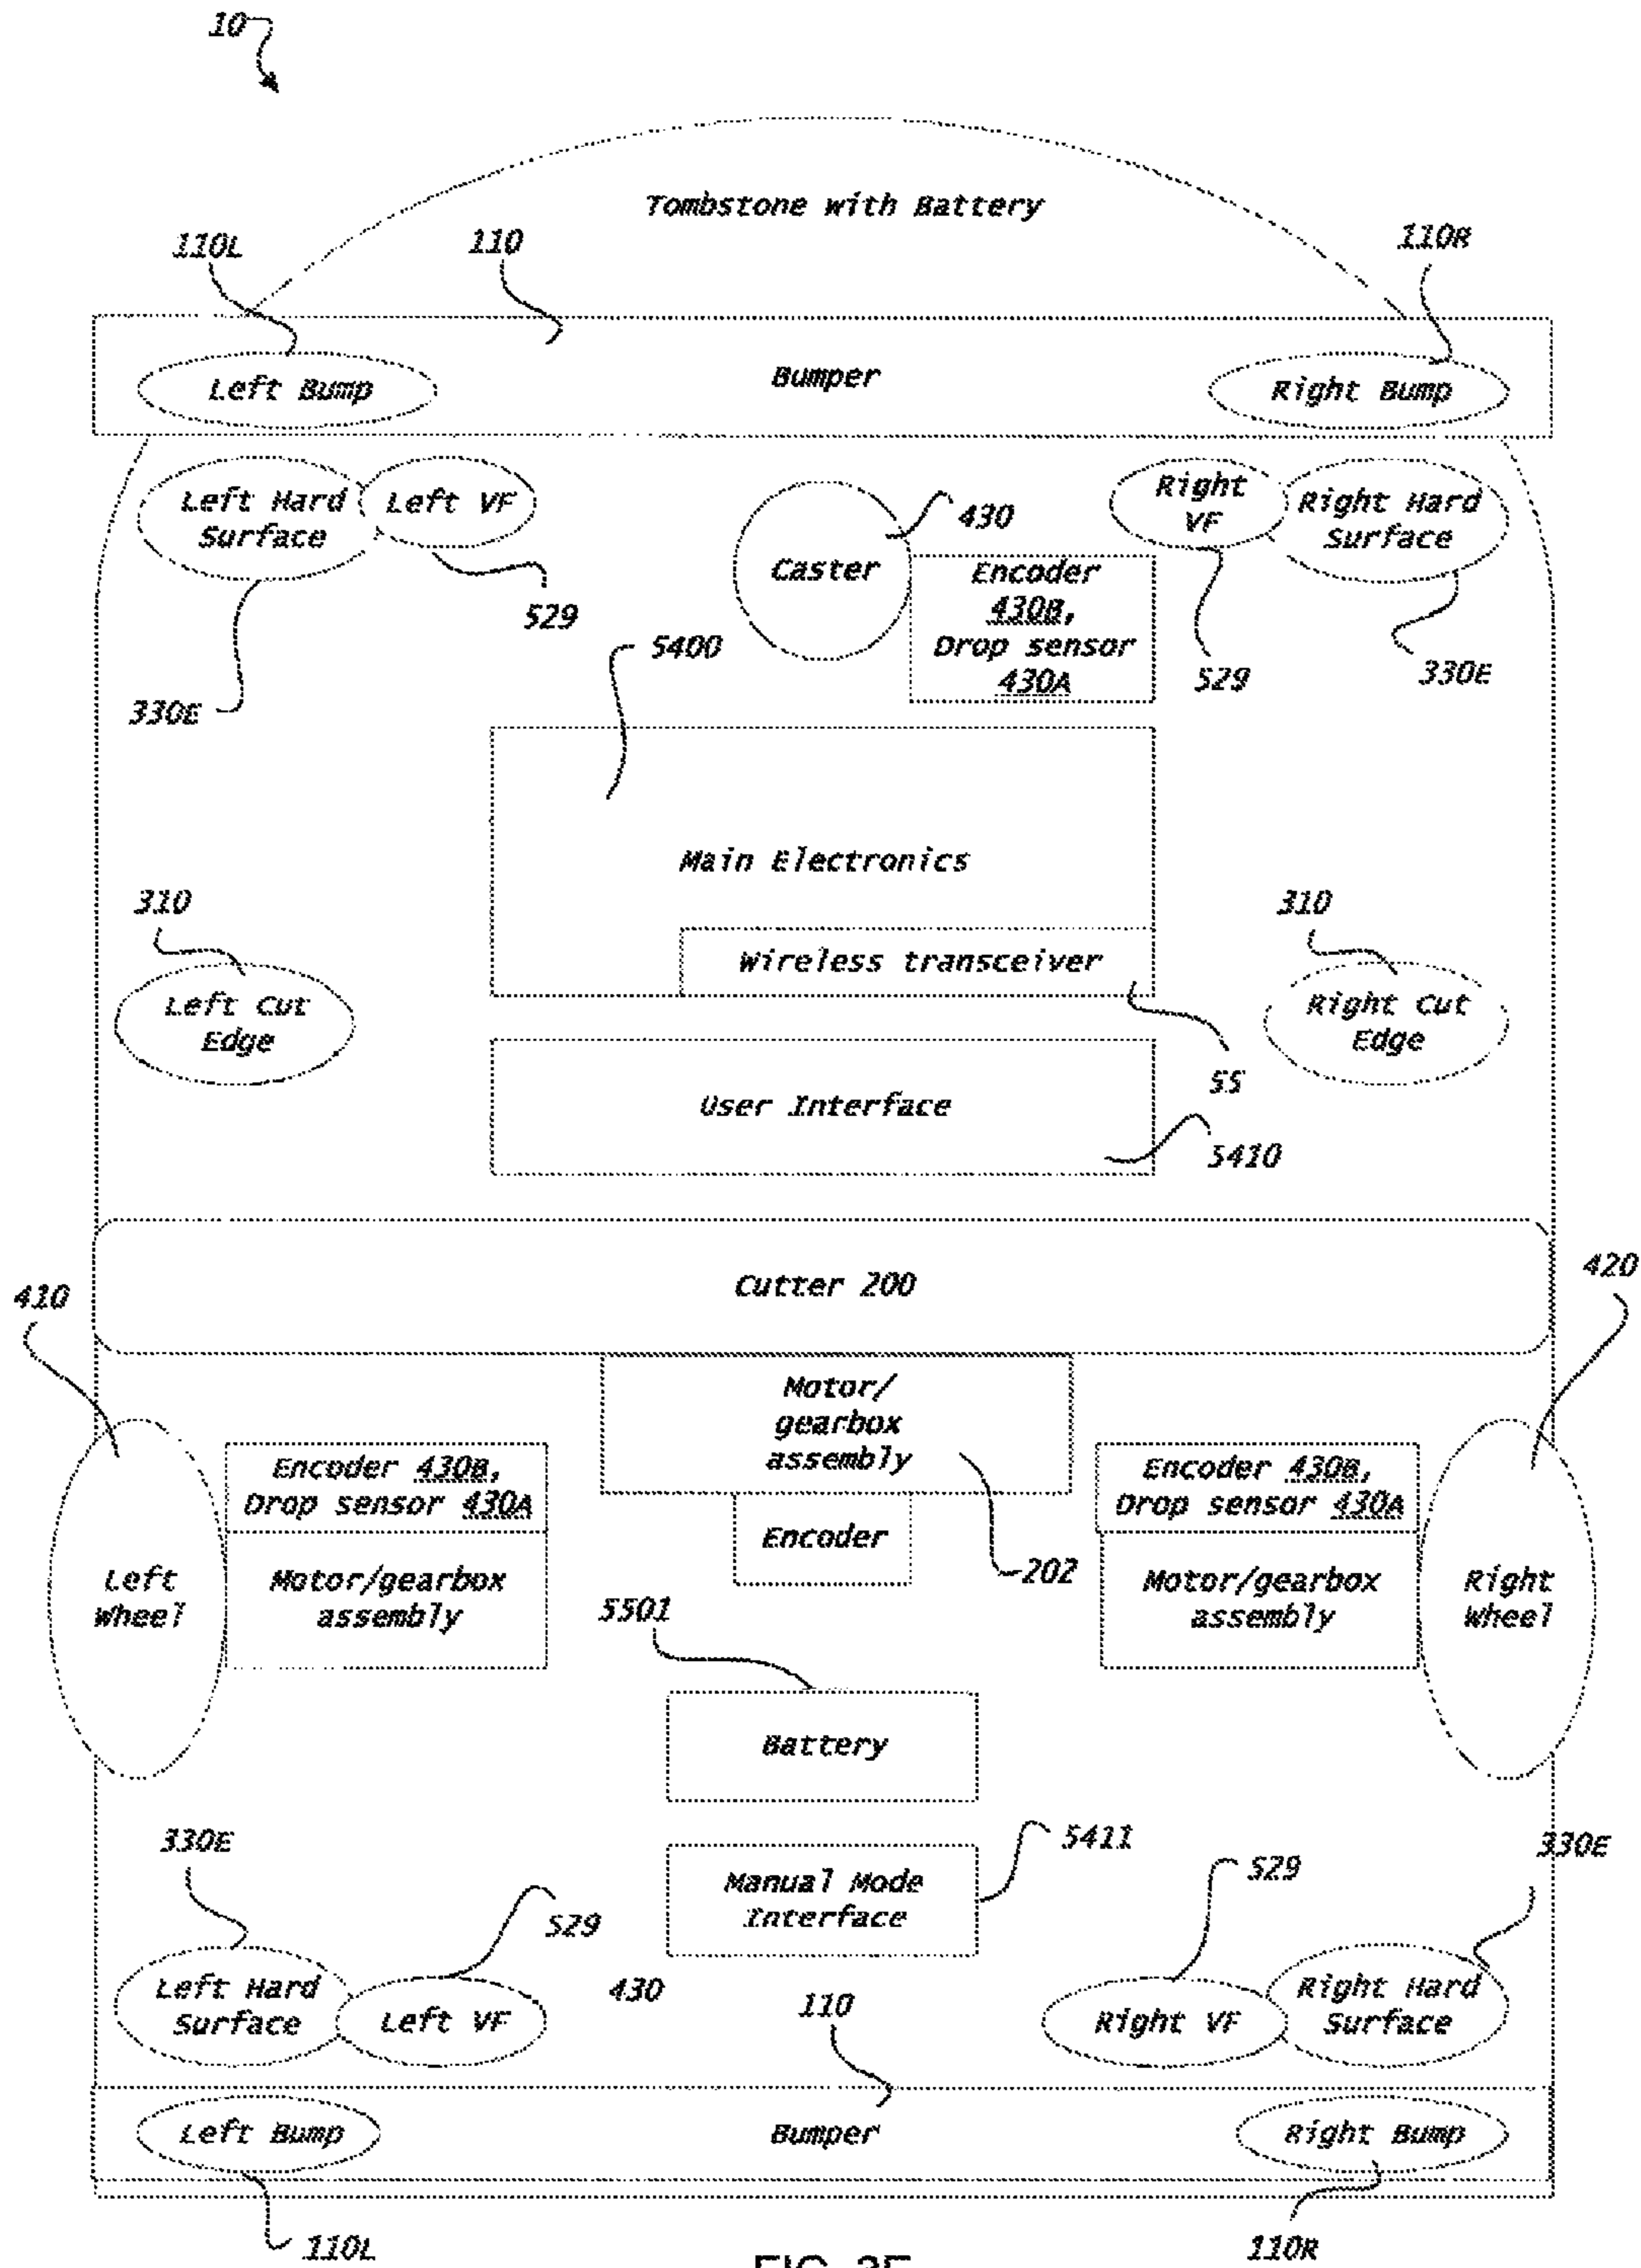 10
Tombstone with Battery
110L
110
110R
Left Bump
Bumper
Right Bump
Left Hard
Surface
Left VF
Right
VF
Right Hard
Surface
430
Caster
Encoder
430B,
Drop sensor
430A
529
5400
529
330E
330E
Main Electronics
310
310
Wireless transceiver
Left Cut
Edge
Right Cut
Edge
55
User Interface
5410
Cutter 200
410
420
Motor/
gearbox
assembly
Encoder 430B,
Drop sensor 430A
Encoder 430B,
Drop sensor 430A
Encoder
202
Left
Wheel
Motor/gearbox
assembly
Motor/gearbox
assembly
Right
Wheel
5501
Battery
330E
5411
330E
529
Manual Mode
Interface
529
Left Hard
Surface
Left VF
430
110
Right VF
Right Hard
Surface
Left Bump
Bumper
Right Bump
110L
110R